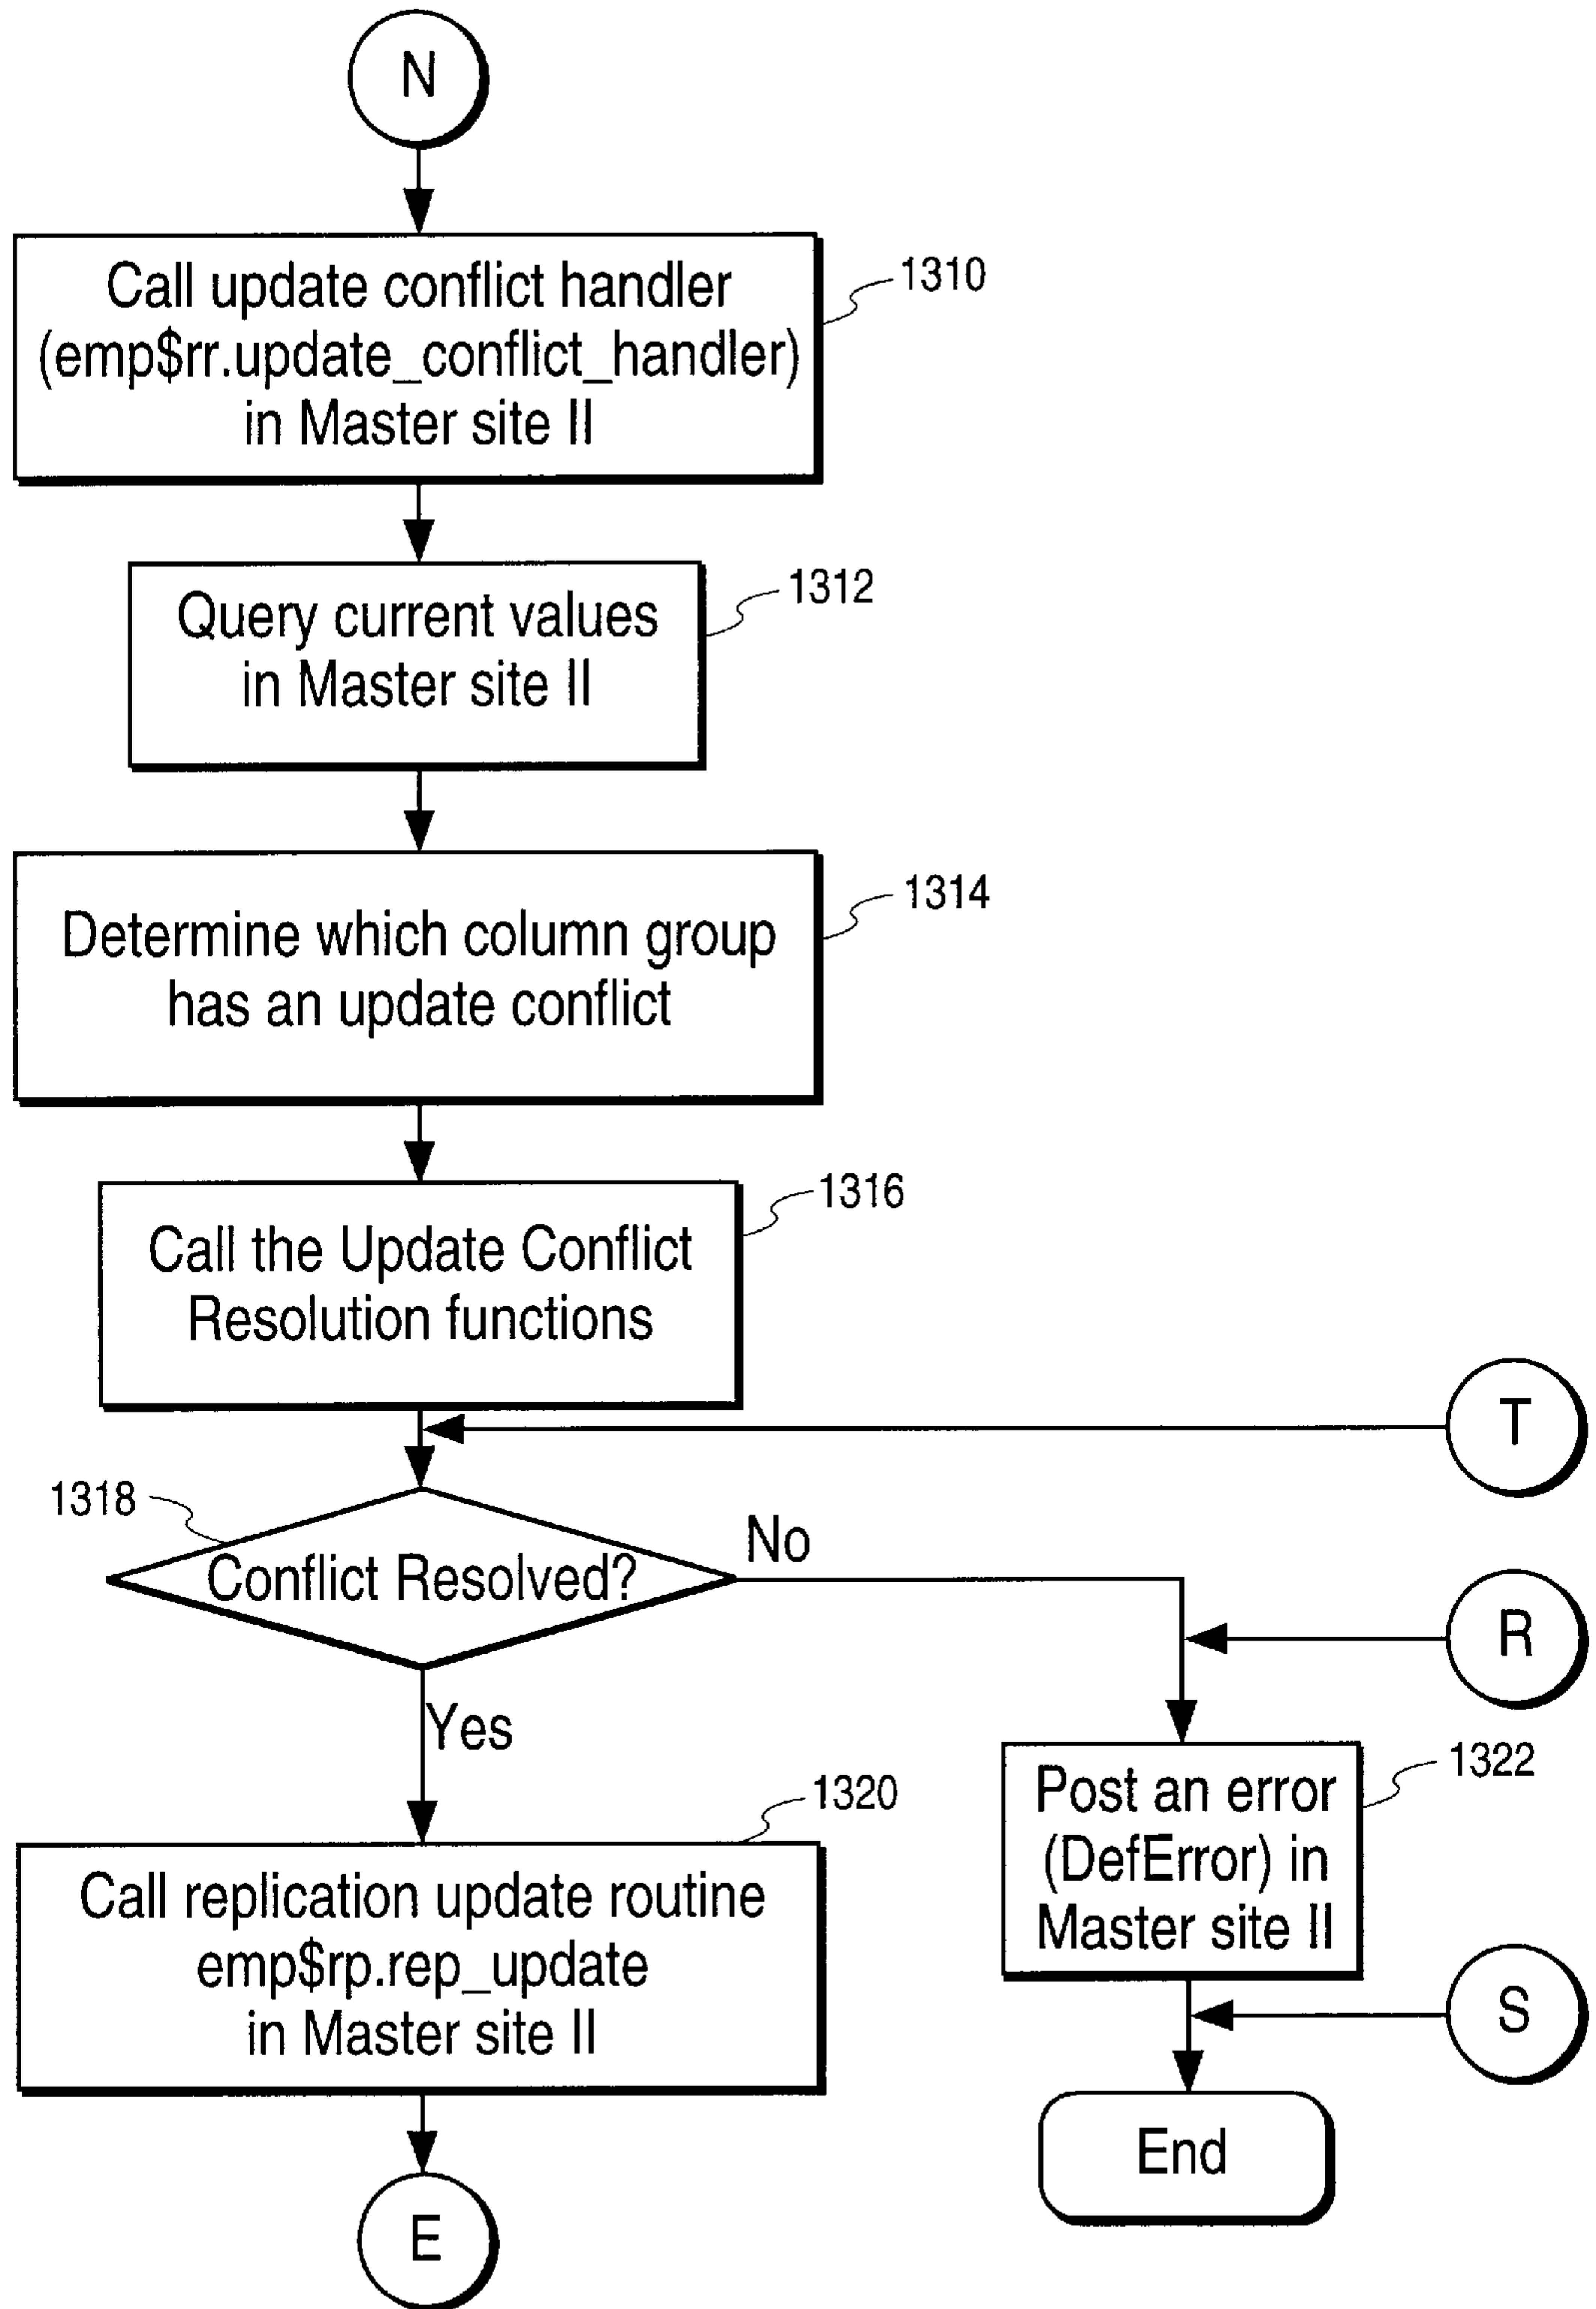 N
Call update conflict handler
(emp$rr.update_conflict_handler)
in Master site II
1310
Query current values
in Master site II
1312
Determine which column group
has an update conflict
1314
Call the Update Conflict
Resolution functions
1316
T
1318
Conflict Resolved?
No
R
Yes
Post an error
(DefError) in
Master site II
1322
1320
Call replication update routine
emp$rp.rep_update
in Master site II
S
End
E